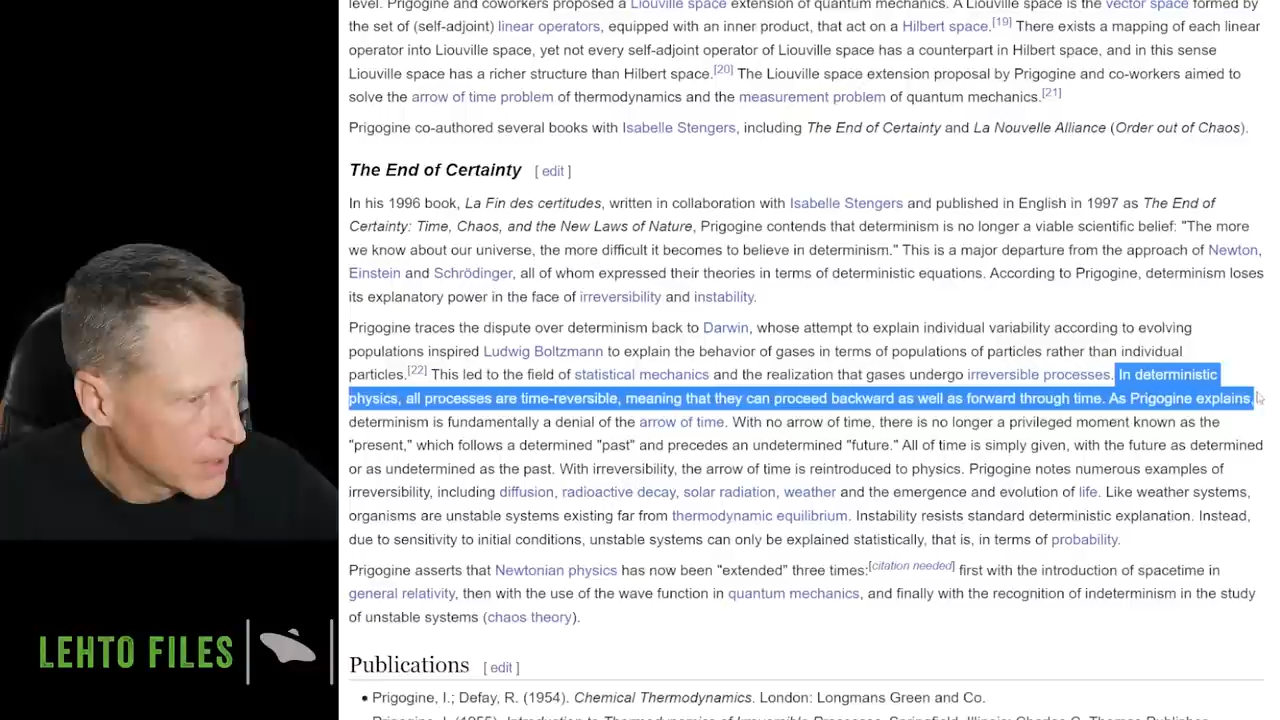 level. Prigogine and coworkers proposed a Liouville space extension of quantum mechanics. A Liouville space is the vector space formed by
the set of (self-adjoint) linear operators, equipped with an inner product, that act on a Hilbert space.[19] There exists a mapping of each linear
operator into Liouville space, yet not every self-adjoint operator of Liouville space has a counterpart in Hilbert space, and in this sense
Liouville space has a richer structure than Hilbert space.[20] The Liouville space extension proposal by Prigogine and co-workers aimed to
solve the arrow of time problem of thermodynamics and the measurement problem of quantum mechanics.[21]
Prigogine co-authored several books with Isabelle Stengers, including The End of Certainty and La Nouvelle Alliance (Order out of Chaos).
The End of Certainty [ edit ]
In his 1996 book, La Fin des certitudes, written in collaboration with Isabelle Stengers and published in English in 1997 as The End of
Certainty: Time, Chaos, and the New Laws of Nature, Prigogine contends that determinism is no longer a viable scientific belief: "The more
we know about our universe, the more difficult it becomes to believe in determinism." This is a major departure from the approach of Newton,
Einstein and Schrödinger, all of whom expressed their theories in terms of deterministic equations. According to Prigogine, determinism loses
its explanatory power in the face of irreversibility and instability.
Prigogine traces the dispute over determinism back to Darwin, whose attempt to explain individual variability according to evolving
populations inspired Ludwig Boltzmann to explain the behavior of gases in terms of populations of particles rather than individual
particles.[22] This led to the field of statistical mechanics and the realization that gases undergo irreversible processes. In deterministic
physics, all processes are time-reversible, meaning that they can proceed backward as well as forward through time. As Prigogine explains,
determinism is fundamentally a denial of the arrow of time. With no arrow of time, there is no longer a privileged moment known as the
"present," which follows a determined "past" and precedes an undetermined "future." All of time is simply given, with the future as determined
or as undetermined as the past. With irreversibility, the arrow of time is reintroduced to physics. Prigogine notes numerous examples of
irreversibility, including diffusion, radioactive decay, solar radiation, weather and the emergence and evolution of life. Like weather systems,
organisms are unstable systems existing far from thermodynamic equilibrium. Instability resists standard deterministic explanation. Instead,
due to sensitivity to initial conditions, unstable systems can only be explained statistically, that is, in terms of probability.
Prigogine asserts that Newtonian physics has now been "extended" three times:[citation needed] first with the introduction of spacetime in
general relativity, then with the use of the wave function in quantum mechanics, and finally with the recognition of indeterminism in the study
of unstable systems (chaos theory).
Publications [ edit ]
• Prigogine, I.; Defay, R. (1954). Chemical Thermodynamics. London: Longmans Green and Co.
LEHTO FILES